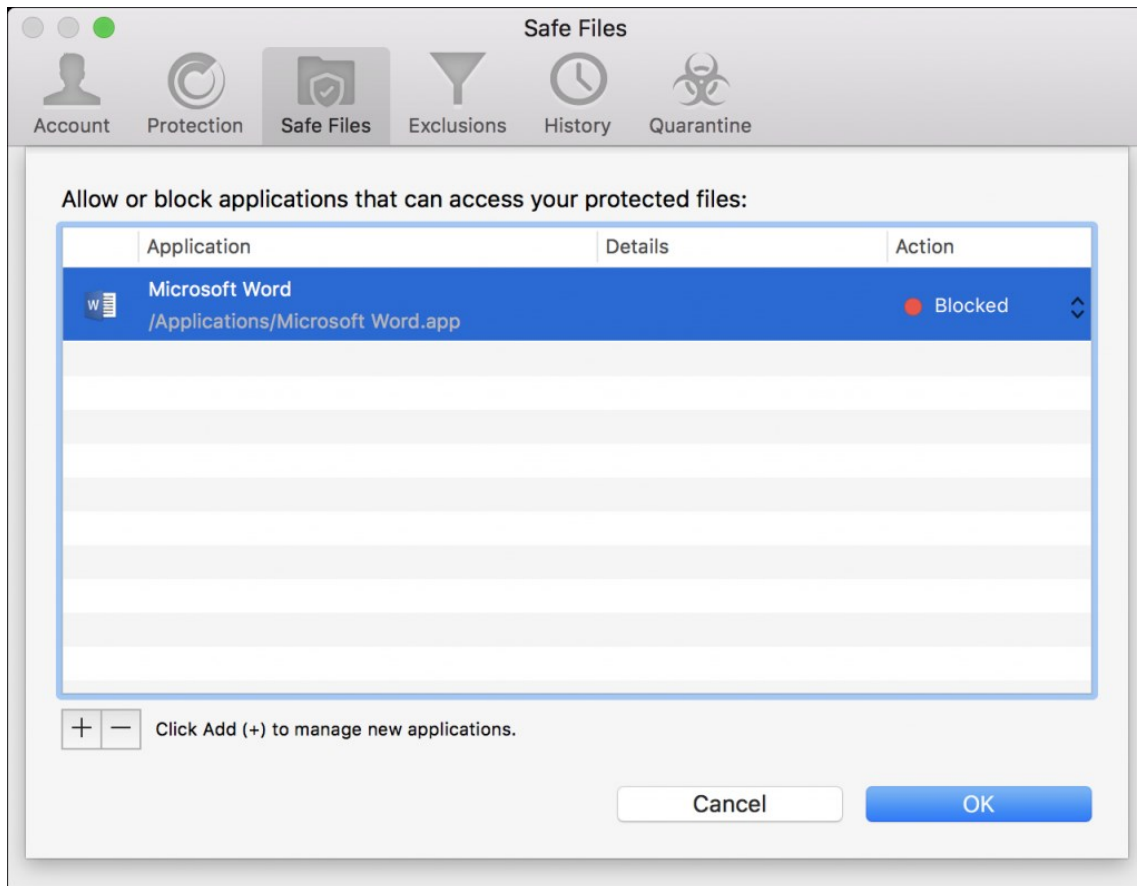 Safe Files
Account Protection Safe Files Exclusions History Quarantine
Allow or block applications that can access your protected files:
Application Details Action
W Microsoft Word
/Applications/Microsoft Word.app
Blocked
+ − Click Add (+) to manage new applications.
Cancel OK